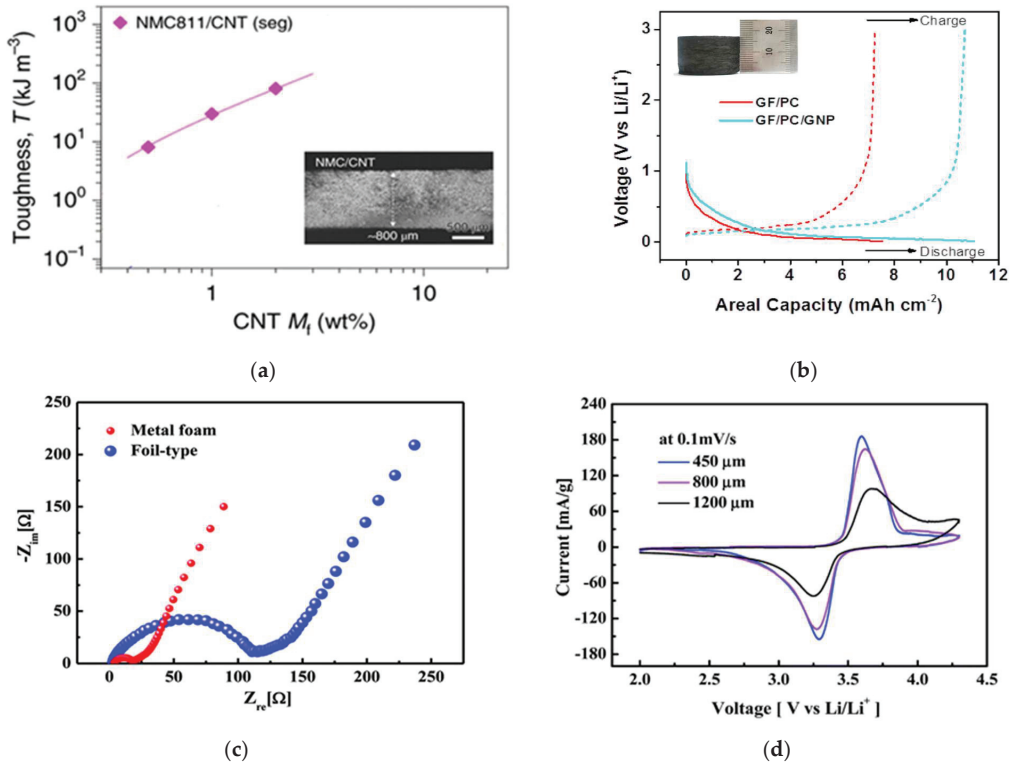 10³
10²
10¹
10⁰
10⁻¹
Toughness, T (kJ m⁻³)
NMC811/CNT (seg)
NMC/CNT
~800 μm
500 μm
1
10
CNT Mf (wt%)
(a)
3
2
1
0
Voltage (V vs Li/Li⁺)
Charge
20
10
GF/PC
GF/PC/GNP
Discharge
0 2 4 6 8 10 12
Areal Capacity (mAh cm⁻²)
(b)
-250
-200
-150
-100
-50
0
-Zim[Ω]
Metal foam
Foil-type
0 50 100 150 200 250
Zre[Ω]
(c)
240
180
120
60
0
-60
-120
-180
Current [mA/g]
at 0.1mV/s
450 μm
800 μm
1200 μm
2.0 2.5 3.0 3.5 4.0 4.5
Voltage [ V vs Li/Li⁺ ]
(d)